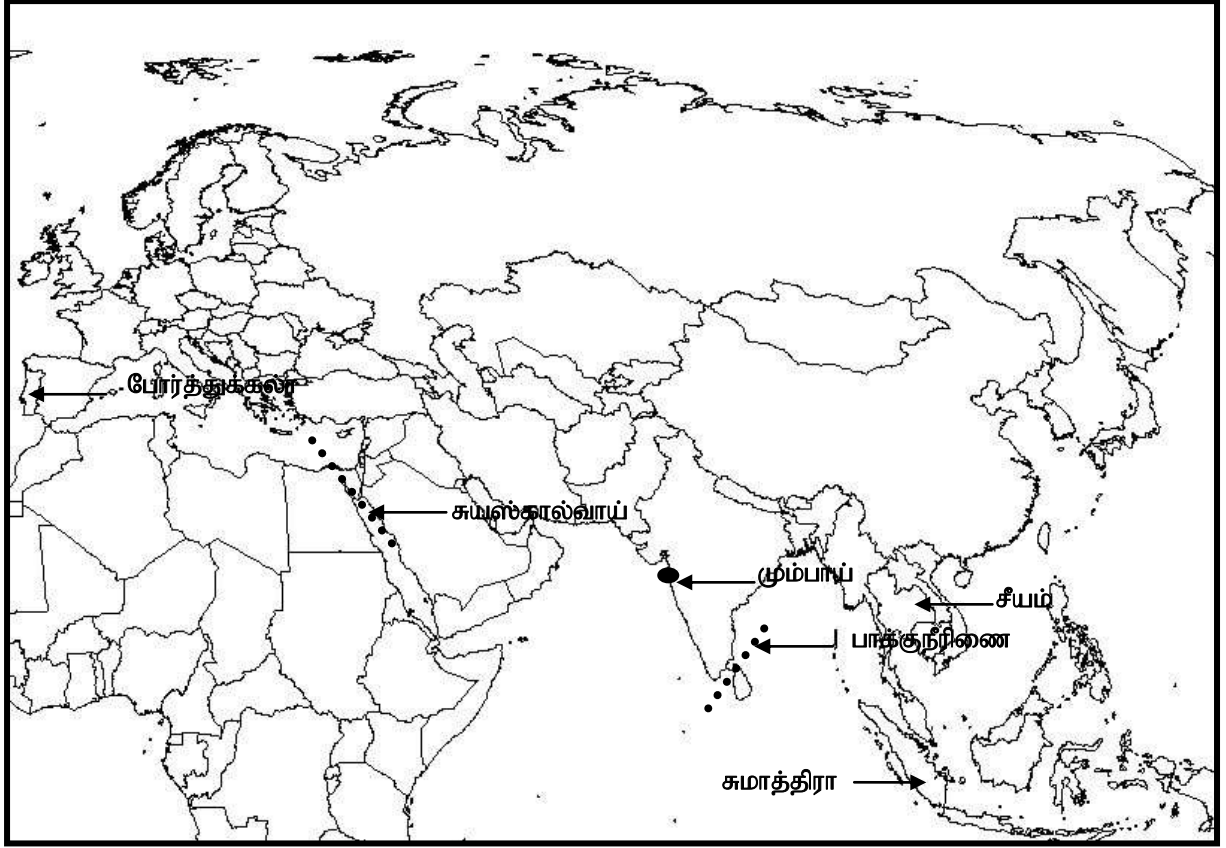 போர்த்துக்கல்
சுயஸ்கால்வாய்
மும்பாய்
சீயம்
பாக்குநீரிணை
சுமாத்திரா